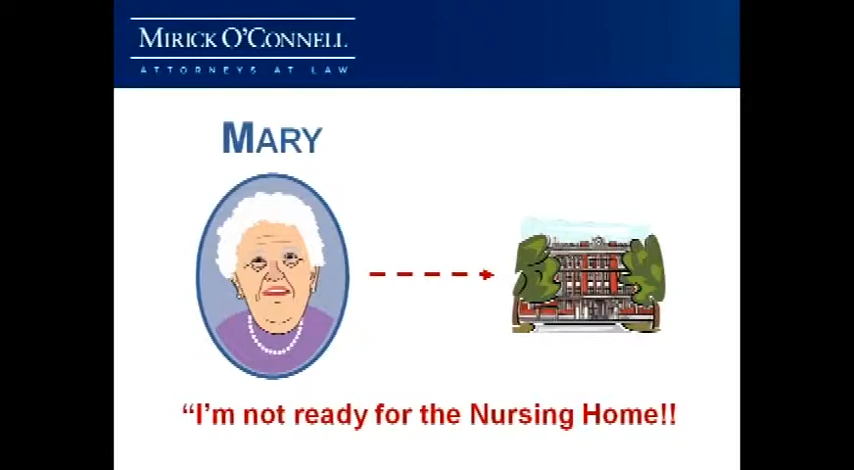 MIRICK O'CONNELL
ATTORNEYS AT LAW
MARY
“I'm not ready for the Nursing Home!!